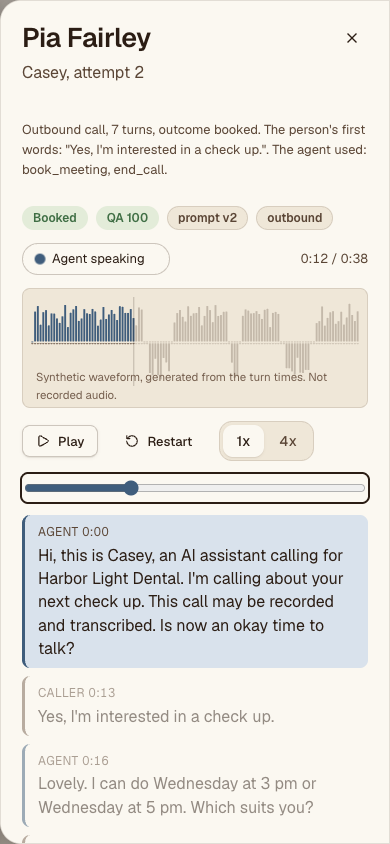 Pia Fairley
Casey, attempt 2
Outbound call, 7 turns, outcome booked. The person's first
words: "Yes, I'm interested in a check up.". The agent used:
book_meeting, end_call.
Booked
QA 100
prompt v2
outbound
Agent speaking
0:12 / 0:38
Synthetic waveform, generated from the turn times. Not
recorded audio.
Play
Restart
1x
4x
AGENT 0:00
Hi, this is Casey, an AI assistant calling for
Harbor Light Dental. I'm calling about your
next check up. This call may be recorded
and transcribed. Is now an okay time to
talk?
CALLER 0:13
Yes, I'm interested in a check up.
AGENT 0:16
Lovely. I can do Wednesday at 3 pm or
Wednesday at 5 pm. Which suits you?